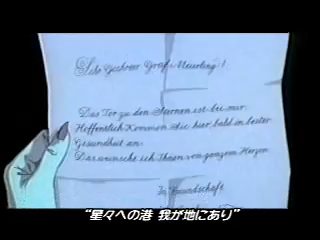 Sehr Geehrter Graf Meierling!
Das Tor zu den Sternen ist bei mir.
Hoffentlich Kommen Sie hier bald in bester
Gesundheit an.
Das wünsche ich Ihnen von ganzem Herzen
In Freundschaft
“星々への港 我が地にあり”